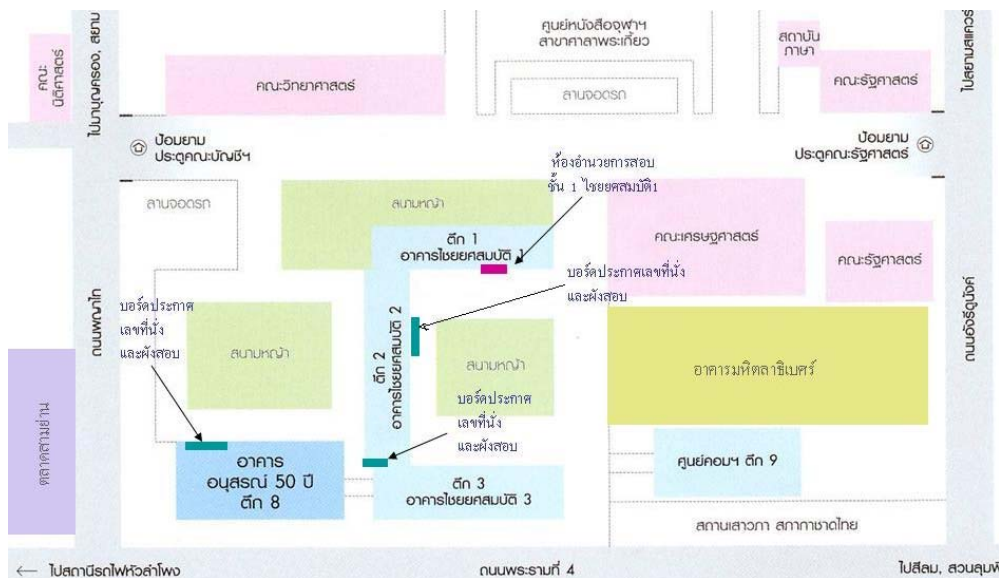 ศูนย์หนังสือจุฬาฯ
สาขาศาลาพระเกี้ยว
สถาบัน
ภาษา
คณะ
นิติศาสตร์
ไปมาบุญครอง, สยาม
คณะวิทยาศาสตร์
ลานจอดรถ
คณะรัฐศาสตร์
ไปสยามสแควร์
ป้อมยาม
ประตูคณะบัญชีฯ
ป้อมยาม
ประตูคณะรัฐศาสตร์
ห้องอำนวยการสอบ
ชั้น 1 ไชยยศสมบัติ1
ลานจอดรถ
สนามหญ้า
ตึก 1
อาคารไชยยศสมบัติ 1
คณะเศรษฐศาสตร์
คณะรัฐศาสตร์
บอร์ดประกาศเลขที่นั่ง
และผังสอบ
บอร์ดประกาศ
เลขที่นั่ง
และผังสอบ
ถนนพญาไท
ถนนอังรีดูนังต์
สนามหญ้า
ตึก 2
อาคารไชยยศสมบัติ 2
สนามหญ้า
อาคารมหิตลาธิเบศร์
บอร์ดประกาศ
เลขที่นั่ง
และผังสอบ
ตลาดสามย่าน
อาคาร
อนุสรณ์ 50 ปี
ตึก 8
ตึก 3
อาคารไชยยศสมบัติ 3
ศูนย์คอมฯ ตึก 9
สถานเสาวภา สภากาชาดไทย
← ไปสถานีรถไฟหัวลำโพง
ถนนพระรามที่ 4
ไปสีลม, สวนลุมพ